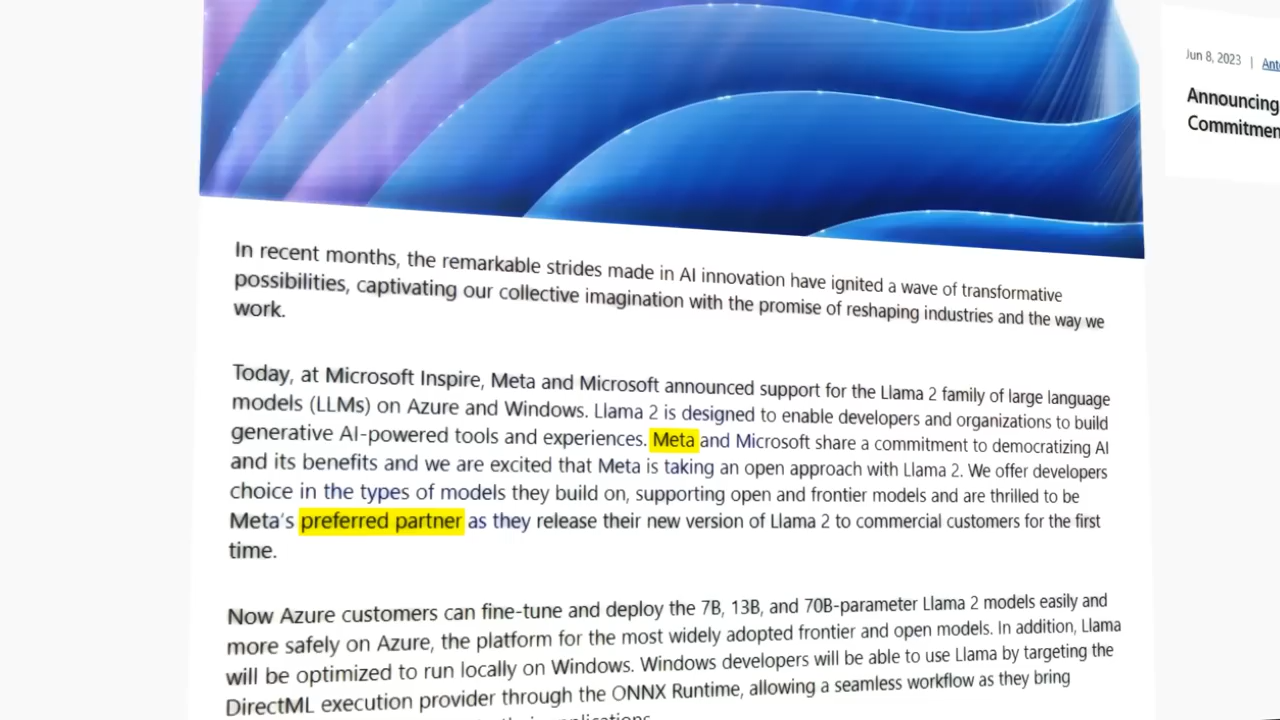 In recent months, the remarkable strides made in AI innovation have ignited a wave of transformative
possibilities, captivating our collective imagination with the promise of reshaping industries and the way we
work.
Today, at Microsoft Inspire, Meta and Microsoft announced support for the Llama 2 family of large language
models (LLMs) on Azure and Windows. Llama 2 is designed to enable developers and organizations to build
generative AI-powered tools and experiences. Meta and Microsoft share a commitment to democratizing AI
and its benefits and we are excited that Meta is taking an open approach with Llama 2. We offer developers
choice in the types of models they build on, supporting open and frontier models and are thrilled to be
Meta's preferred partner as they release their new version of Llama 2 to commercial customers for the first
time.
Now Azure customers can fine-tune and deploy the 7B, 13B, and 70B-parameter Llama 2 models easily and
more safely on Azure, the platform for the most widely adopted frontier and open models. In addition, Llama
will be optimized to run locally on Windows. Windows developers will be able to use Llama by targeting the
DirectML execution provider through the ONNX Runtime, allowing a seamless workflow as they bring
Jun 8, 2023 |
Announcing